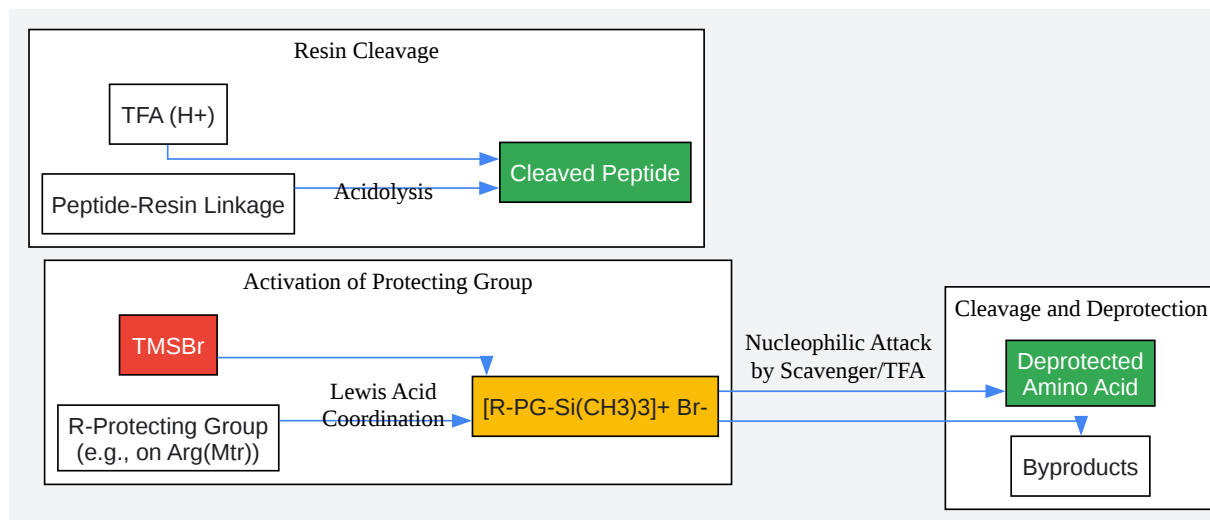 Resin Cleavage
TFA (H+)
Cleaved Peptide
Peptide-Resin Linkage
Acidolysis
Activation of Protecting Group
TMSBr
Lewis Acid
Coordination
R-Protecting Group
(e.g., on Arg(Mtr))
[R-PG-Si(CH3)3]+ Br-
Nucleophilic Attack
by Scavenger/TFA
Cleavage and Deprotection
Deprotected
Amino Acid
Byproducts